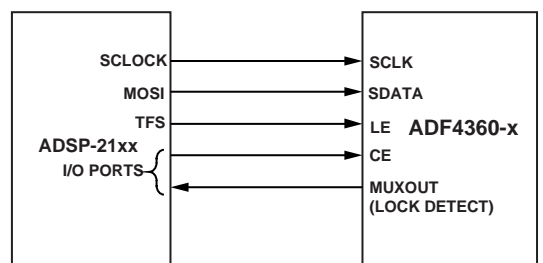 SCLOCK
MOSI
TFS
ADSP-21xx
I/O PORTS
SCLK
SDATA
LE
ADF4360-x
CE
MUXOUT
(LOCK DETECT)